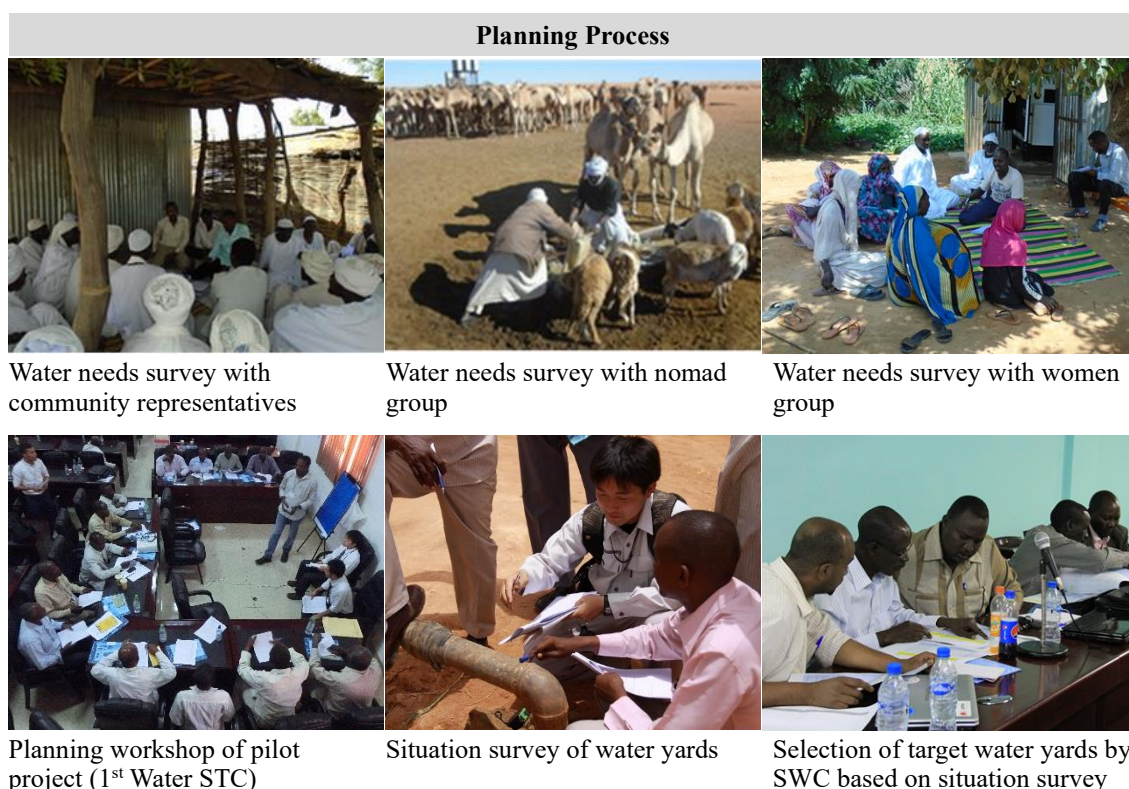 Planning Process
Water needs survey with
community representatives
Water needs survey with nomad
group
Water needs survey with women
group
Planning workshop of pilot
project (1st Water STC)
Situation survey of water yards
Selection of target water yards by
SWC based on situation survey